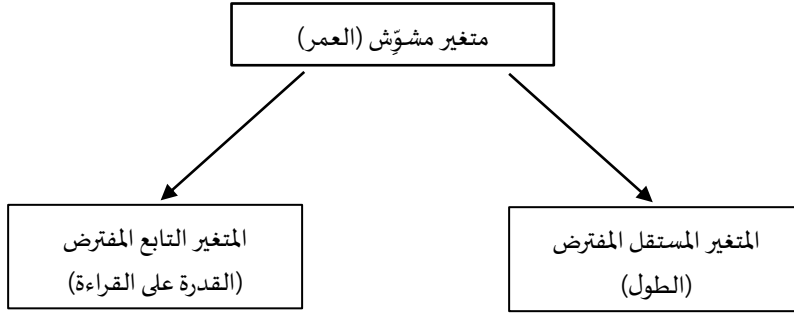 متغير مشوِّش (العمر)
المتغير المستقل المفترض
(الطول)
المتغير التابع المفترض
(القدرة على القراءة)